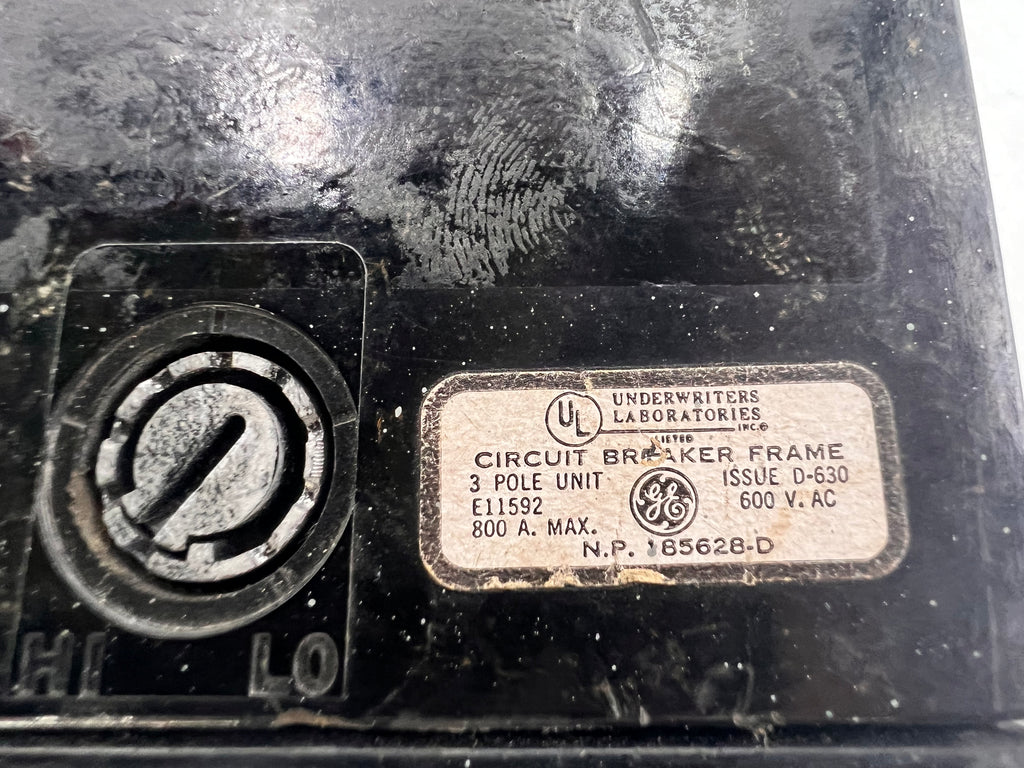 UL
UNDERWRITERS
LABORATORIES
INC.®
LISTED
CIRCUIT BREAKER FRAME
3 POLE UNIT
ISSUE D-630
E11592
GE
600 V. AC
800 A. MAX.
N.P. 185628-D
HI
LO